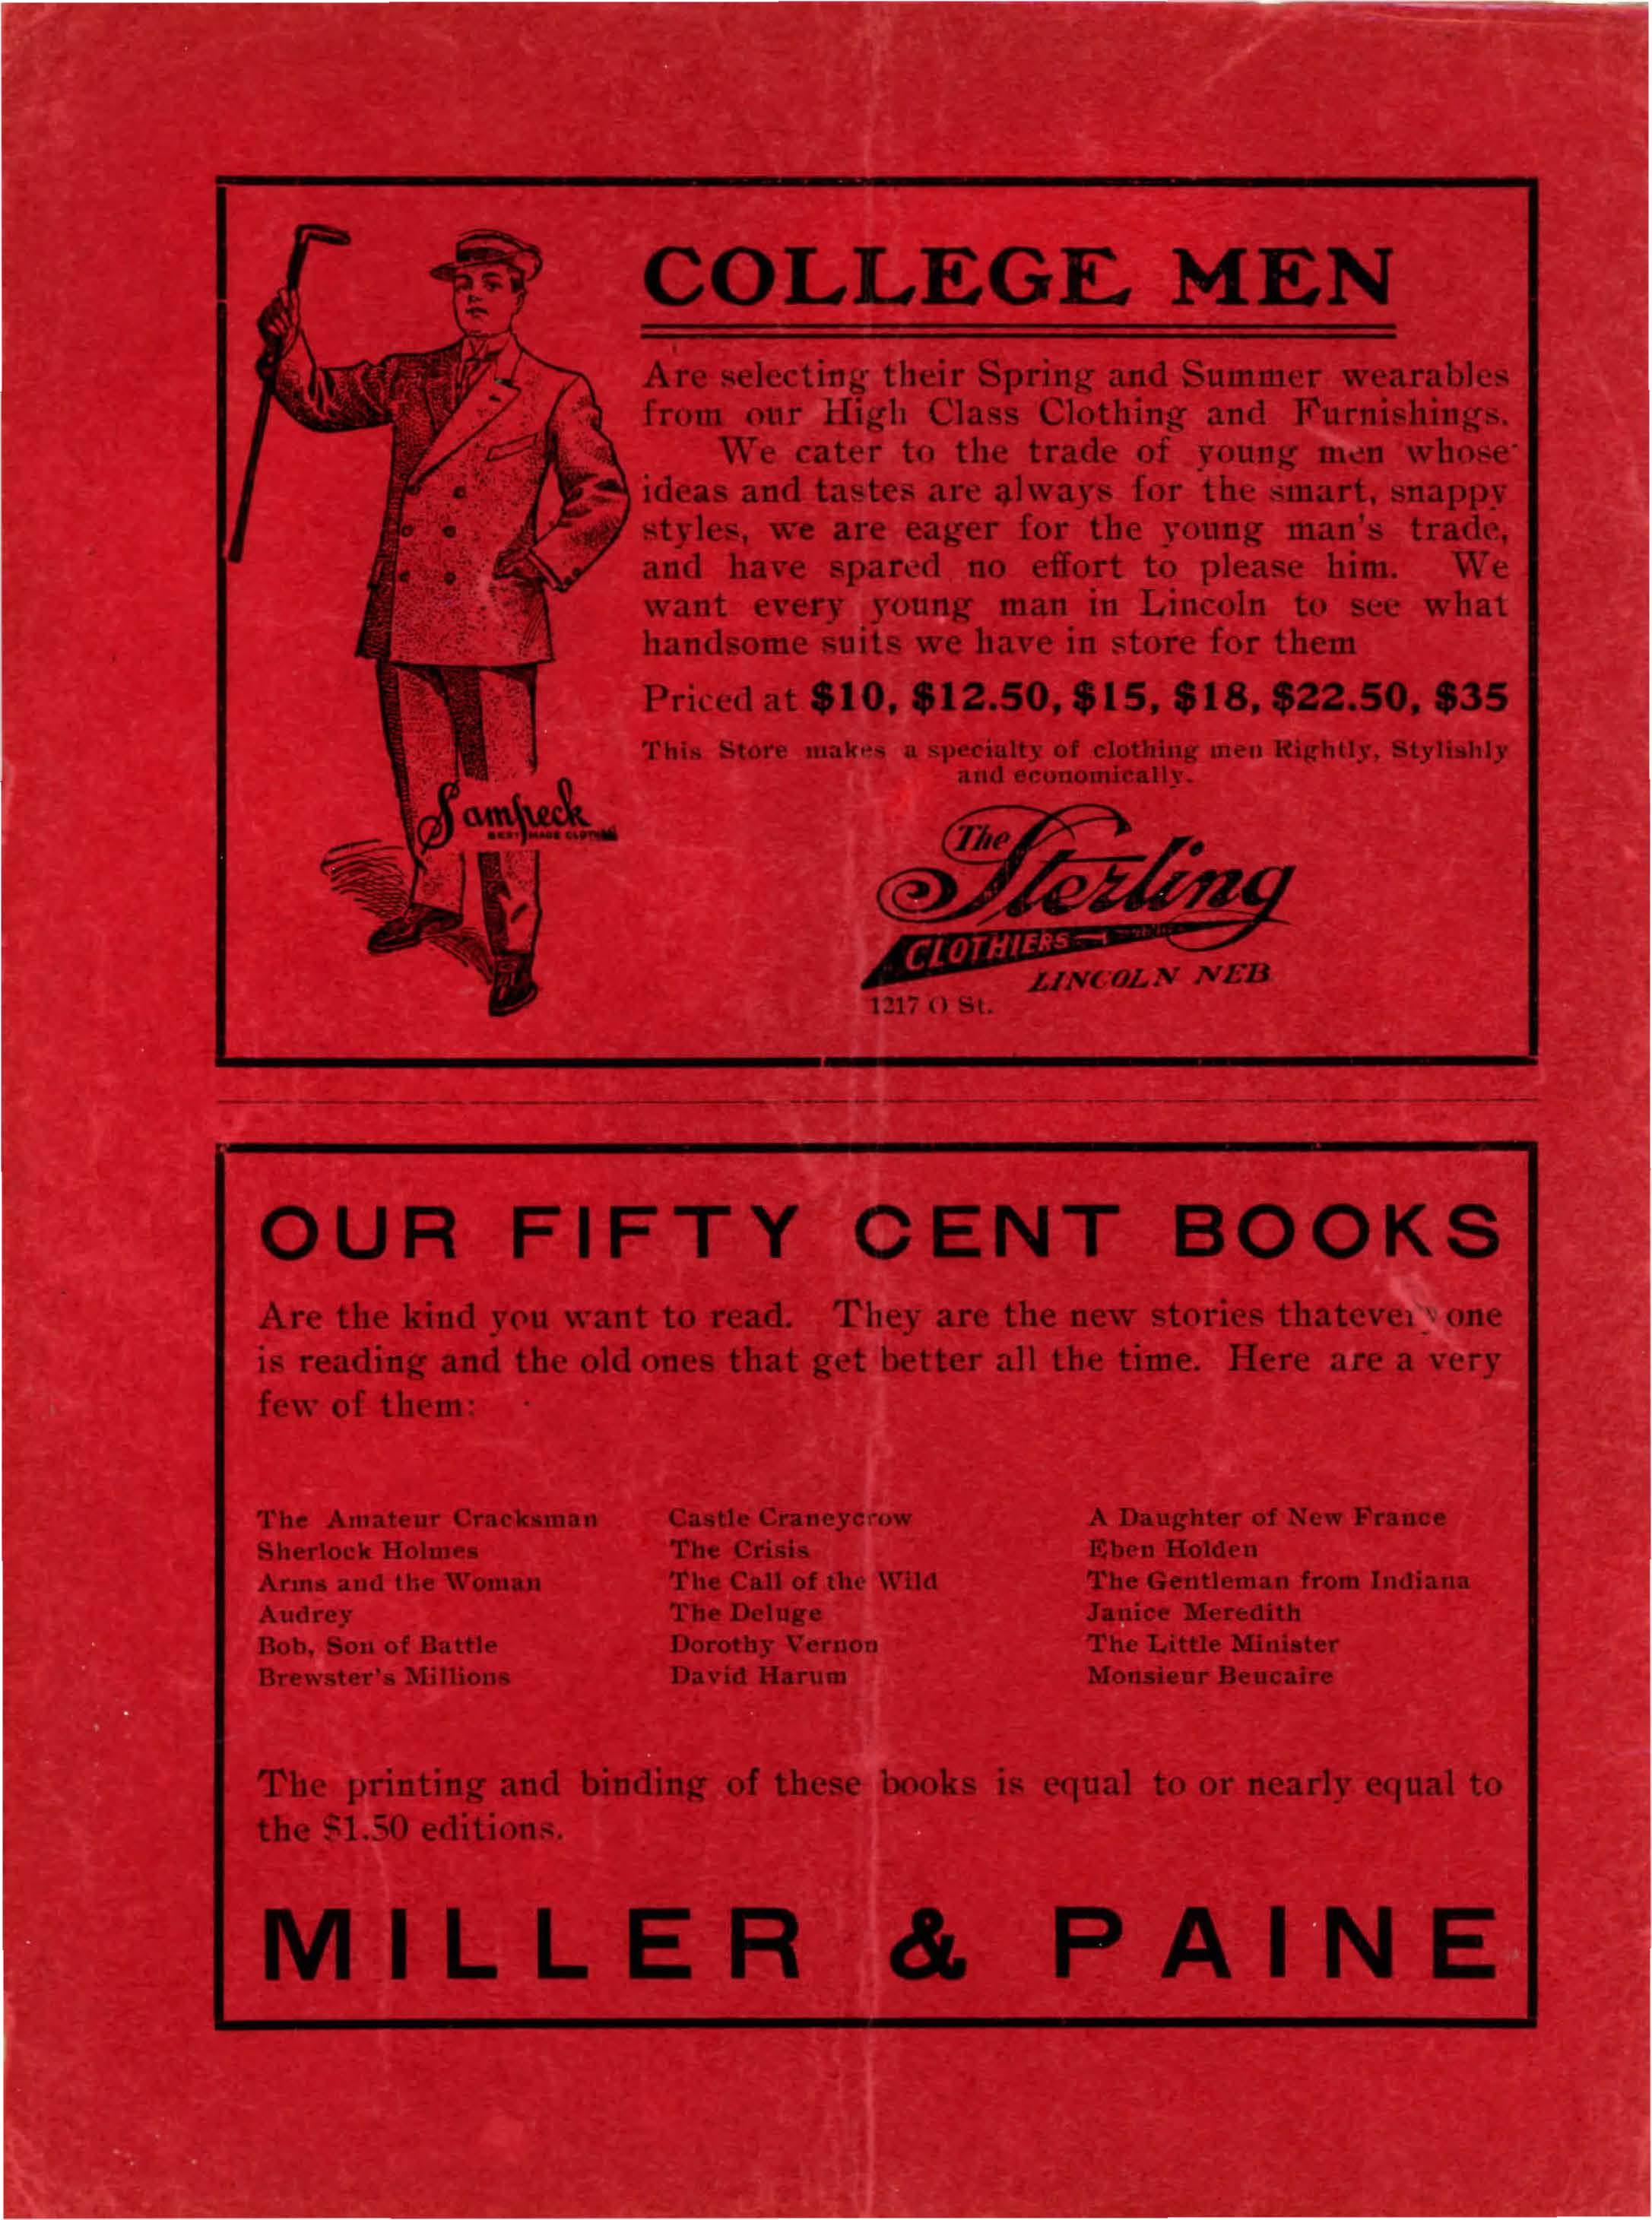 COLLEGE MEN
Are selecting their Spring and Summer wearables
from our High Class Clothing and Furnishings.
We cater to the trade of young men whose
ideas and tastes are always for the smart, snappy
styles, we are eager for the young man's trade,
and have spared no effort to please him. We
want every young man in Lincoln to see what
handsome suits we have in store for them
Priced at $10, $12.50, $15, $18, $22.50, $35
This Store makes a specialty of clothing men Rightly, Stylishly
and economically.
Sampeck
BEST MADE CLOTHES
The Sterling
CLOTHIERS
LINCOLN NEB
1217 O St.
OUR FIFTY CENT BOOKS
Are the kind you want to read. They are the new stories thatevery one
is reading and the old ones that get better all the time. Here are a very
few of them:
The Amateur Cracksman
Sherlock Holmes
Arms and the Woman
Audrey
Bob, Son of Battle
Brewster's Millions
Castle Craneycrow
The Crisis
The Call of the Wild
The Deluge
Dorothy Vernon
David Harum
A Daughter of New France
Eben Holden
The Gentleman from Indiana
Janice Meredith
The Little Minister
Monsieur Beucaire
The printing and binding of these books is equal to or nearly equal to
the $1.50 editions.
MILLER & PAINE